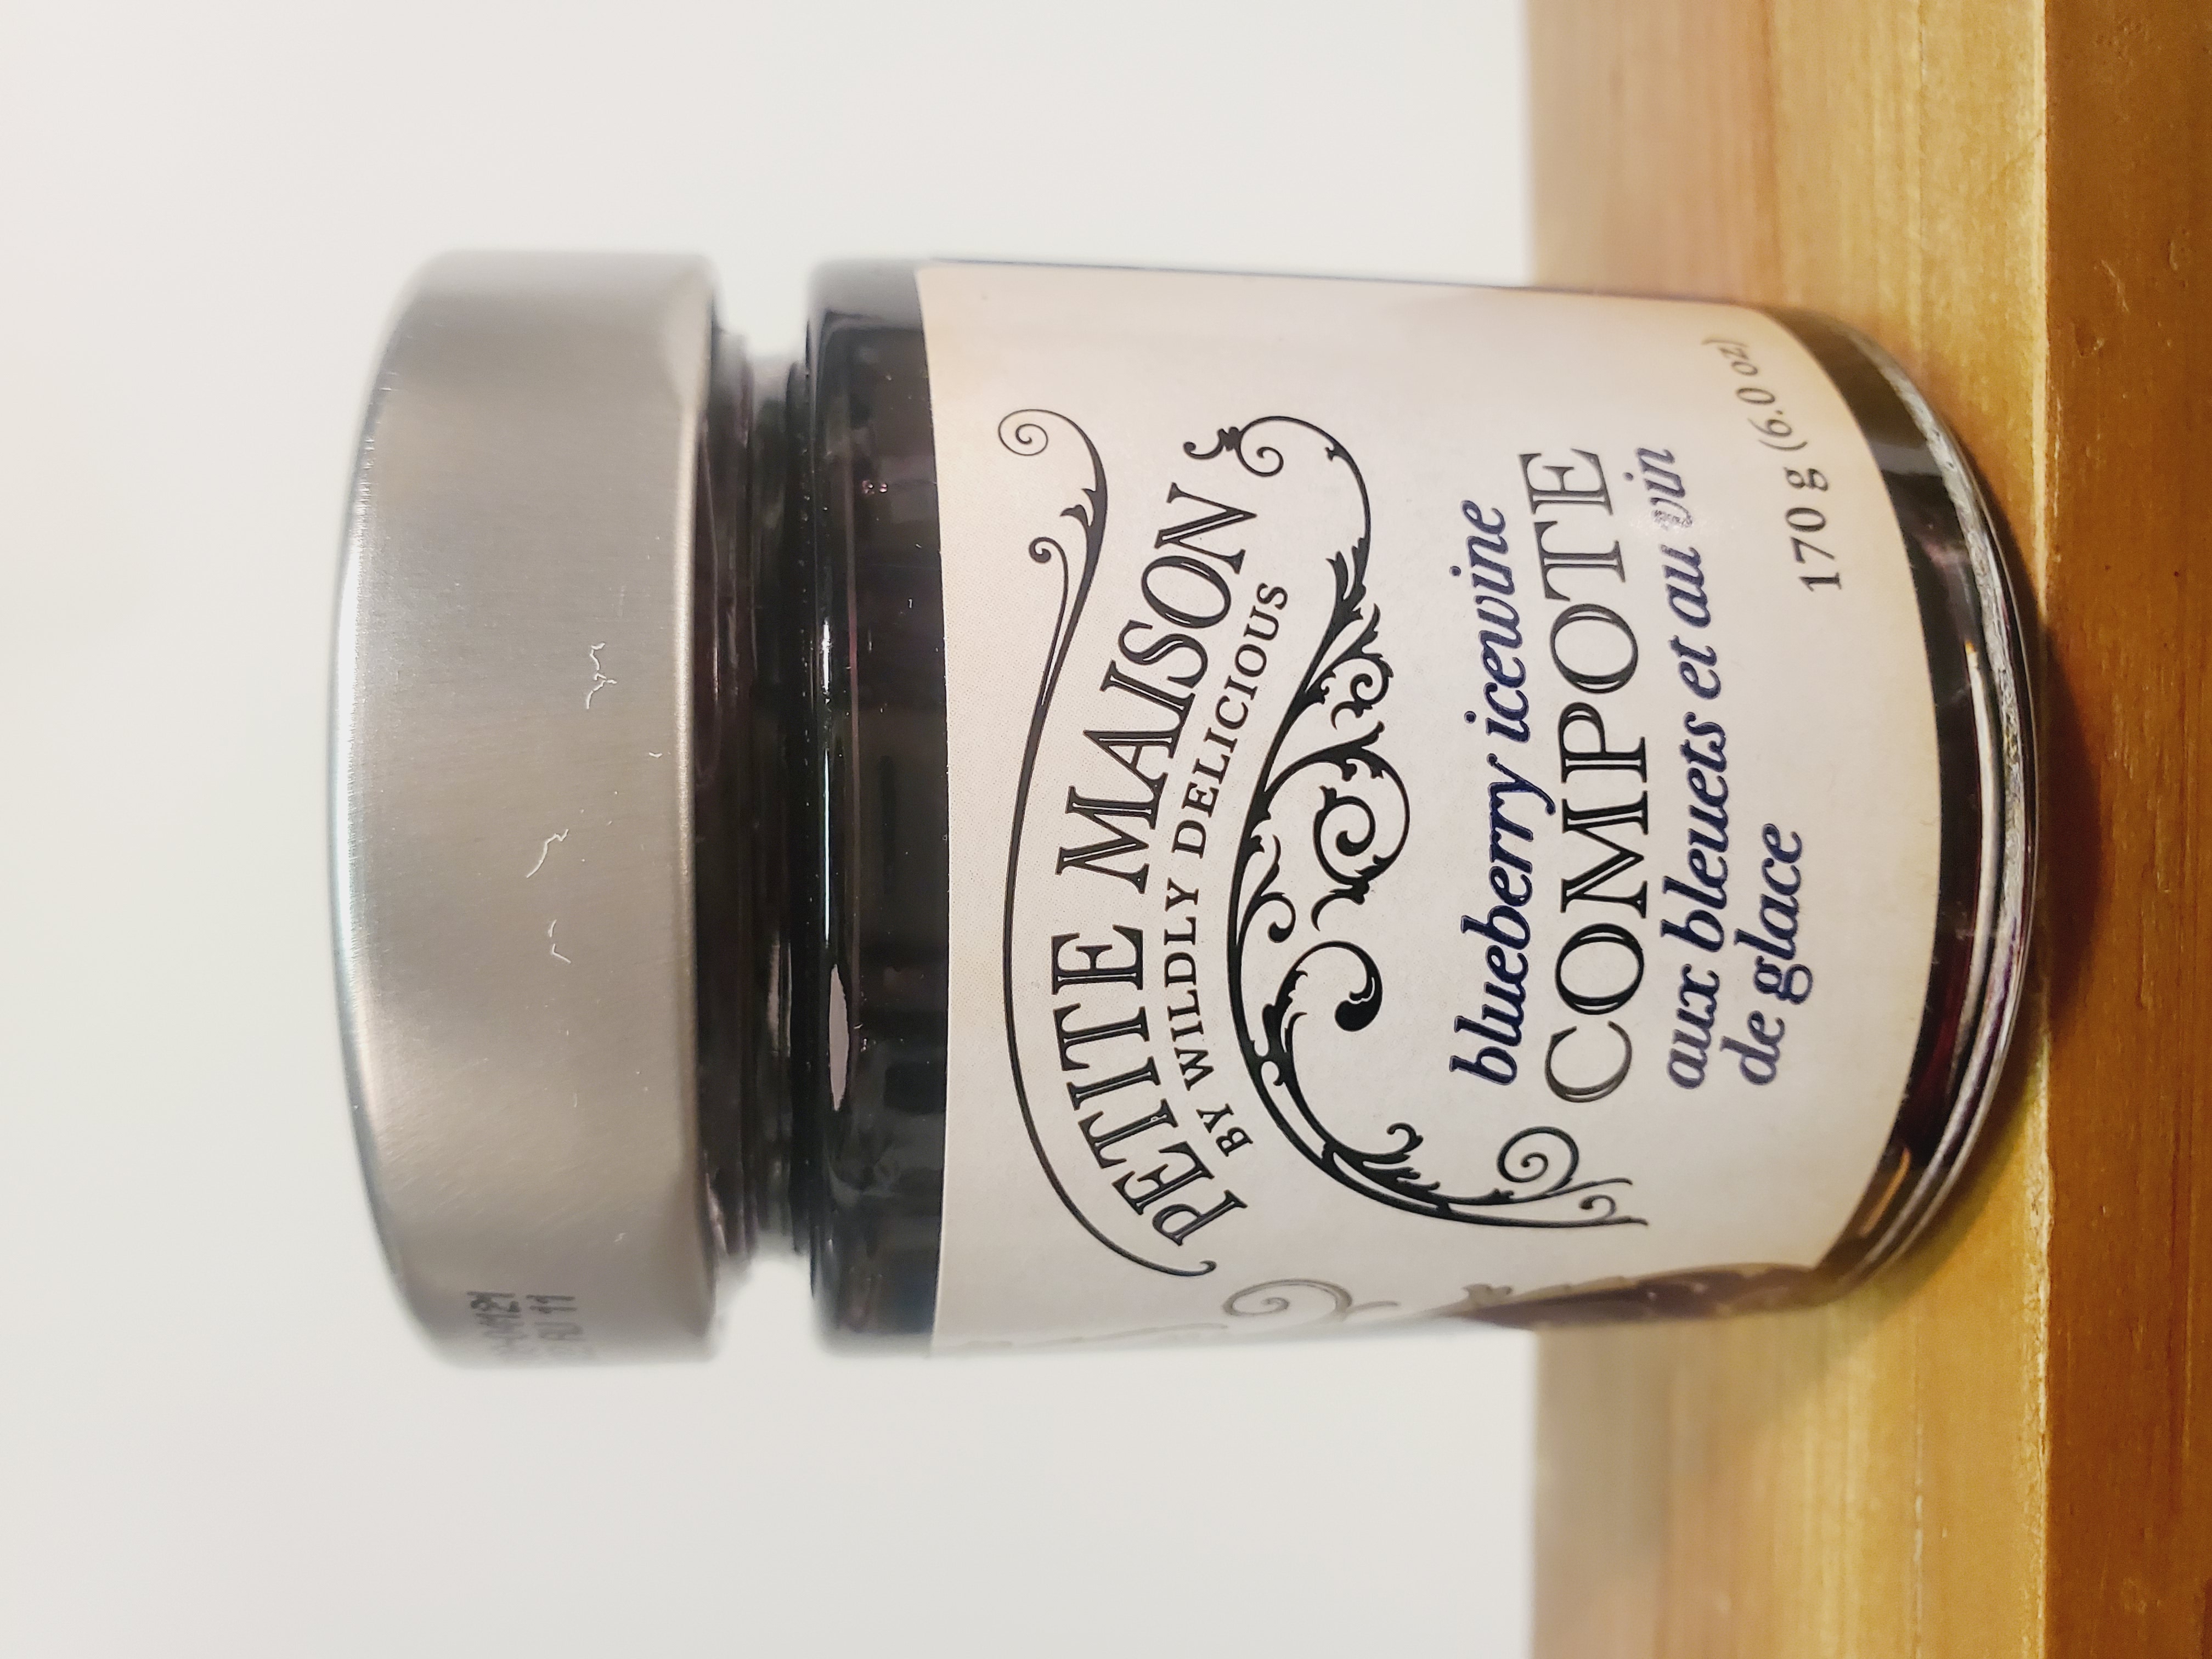 PETITE MAISON
BY WILDLY DELICIOUS
blueberry icewine
COMPOTE
aux bleuets et au vin
de glace
170 g (6.0 oz)